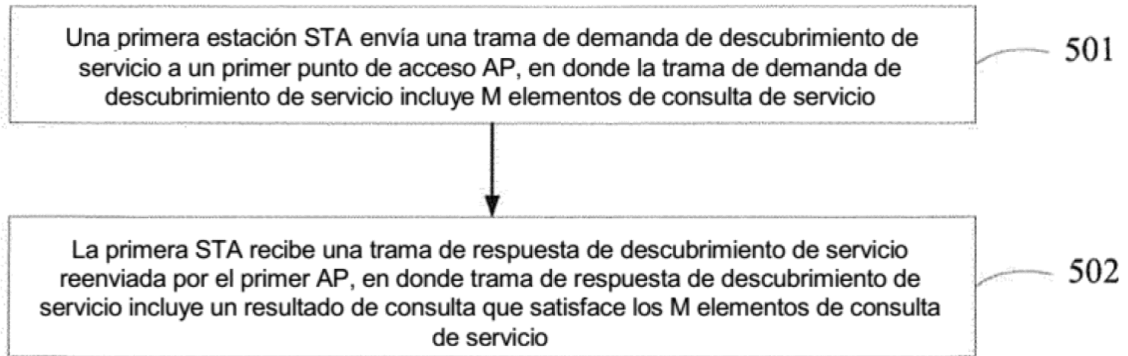 Una primera estación STA envía una trama de demanda de descubrimiento de
servicio a un primer punto de acceso AP, en donde la trama de demanda de
descubrimiento de servicio incluye M elementos de consulta de servicio
501
La primera STA recibe una trama de respuesta de descubrimiento de servicio
reenviada por el primer AP, en donde trama de respuesta de descubrimiento de
servicio incluye un resultado de consulta que satisface los M elementos de consulta
de servicio
502